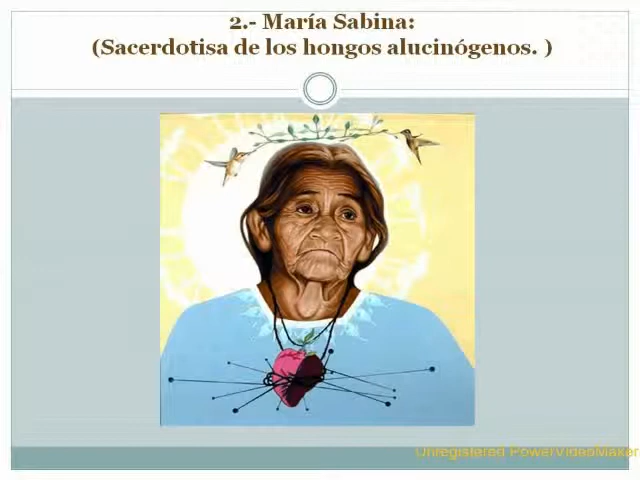 2.- María Sabina:
(Sacerdotisa de los hongos alucinógenos. )
Unregistered PowerVideoMaker